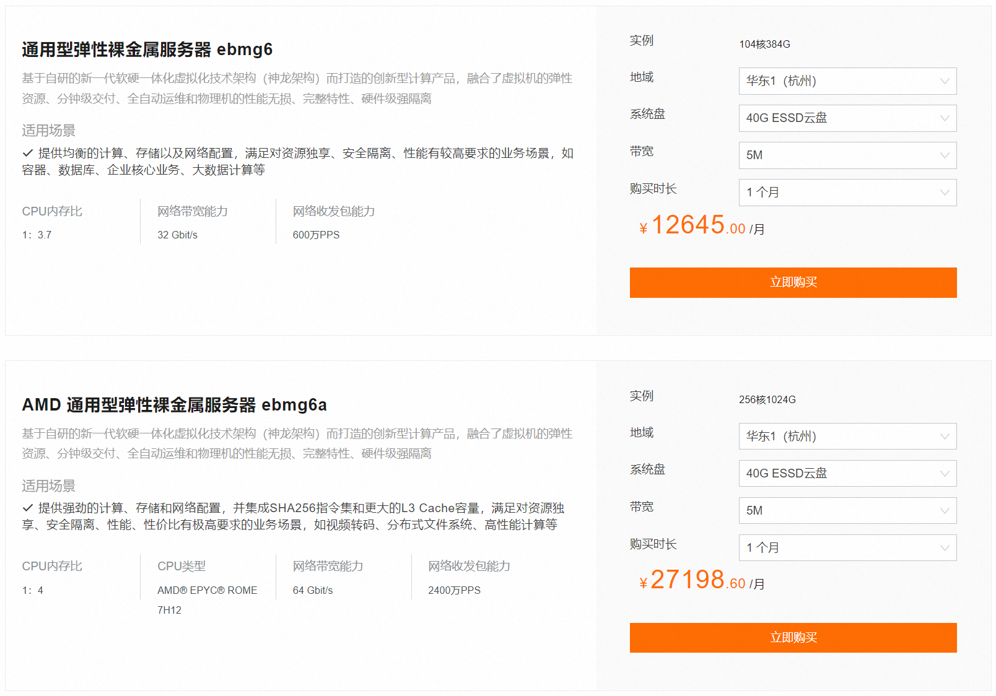 通用型弹性裸金属服务器 ebmg6
基于自研的新一代软硬一体化虚拟化技术架构（神龙架构）而打造的创新型计算产品，融合了虚拟机的弹性
资源、分钟级交付、全自动运维和物理机的性能无损、完整特性、硬件级强隔离
适用场景
✓ 提供均衡的计算、存储以及网络配置，满足对资源独享、安全隔离、性能有较高要求的业务场景，如
容器、数据库、企业核心业务、大数据计算等
CPU内存比 网络带宽能力 网络收发包能力
1：3.7 32 Gbit/s 600万PPS
实例 104核384G
地域 华东1（杭州）
系统盘 40G ESSD云盘
带宽 5M
购买时长 1 个月
¥12645.00 /月
立即购买
AMD 通用型弹性裸金属服务器 ebmg6a
基于自研的新一代软硬一体化虚拟化技术架构（神龙架构）而打造的创新型计算产品，融合了虚拟机的弹性
资源、分钟级交付、全自动运维和物理机的性能无损、完整特性、硬件级强隔离
适用场景
✓ 提供强劲的计算、存储和网络配置，并集成SHA256指令集和更大的L3 Cache容量，满足对资源独
享、安全隔离、性能、性价比有极高要求的业务场景，如视频转码、分布式文件系统、高性能计算等
CPU内存比 CPU类型 网络带宽能力 网络收发包能力
1：4 AMD® EPYC® ROME 64 Gbit/s 2400万PPS
7H12
实例 256核1024G
地域 华东1（杭州）
系统盘 40G ESSD云盘
带宽 5M
购买时长 1 个月
¥27198.60 /月
立即购买